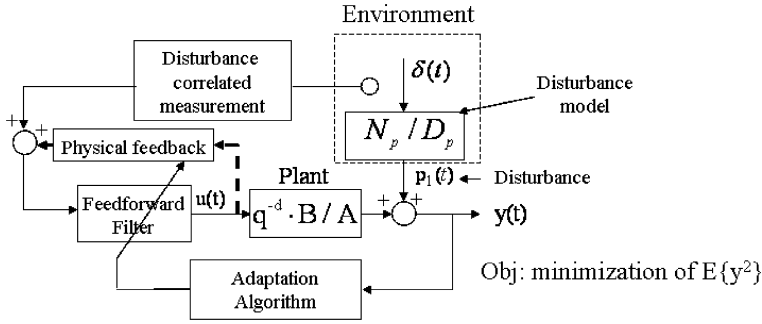 Environment
Disturbance
correlated
measurement
δ(t)
Disturbance
model
N_p / D_p
+
+
Physical feedback
p₁(t)
Disturbance
Plant
Feedforward
Filter
u(t)
q^-d · B / A
+
+
y(t)
Adaptation
Algorithm
Obj: minimization of E{y²}